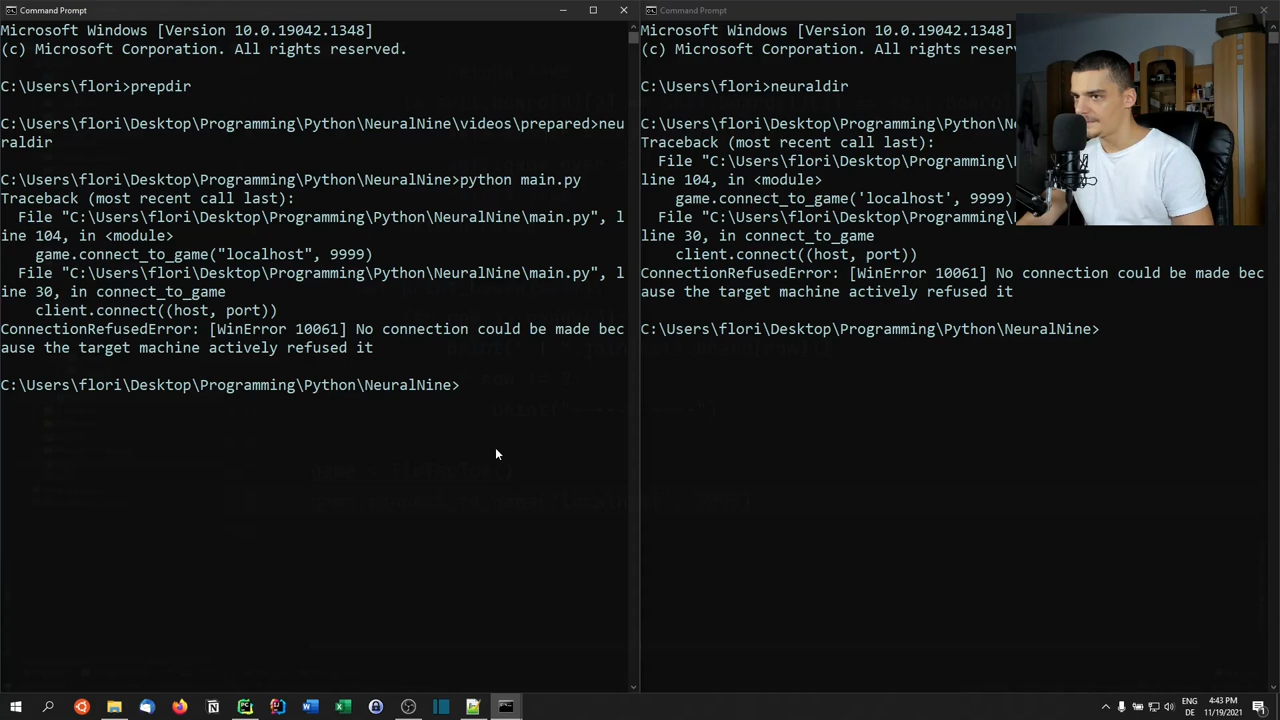 Command Prompt
Microsoft Windows [Version 10.0.19042.1348]
(c) Microsoft Corporation. All rights reserved.
C:\Users\flori>prepdir
C:\Users\flori\Desktop\Programming\Python\NeuralNine\videos\prepared>neu
raldir
C:\Users\flori\Desktop\Programming\Python\NeuralNine>python main.py
Traceback (most recent call last):
File "C:\Users\flori\Desktop\Programming\Python\NeuralNine\main.py", l
ine 104, in <module>
game.connect_to_game("localhost", 9999)
File "C:\Users\flori\Desktop\Programming\Python\NeuralNine\main.py", l
ine 30, in connect_to_game
client.connect((host, port))
ConnectionRefusedError: [WinError 10061] No connection could be made bec
ause the target machine actively refused it
C:\Users\flori\Desktop\Programming\Python\NeuralNine>
Command Prompt
Microsoft Windows [Version 10.0.19042.1348]
(c) Microsoft Corporation. All rights reserved.
C:\Users\flori>neuraldir
C:\Users\flori\Desktop\Programming\
Traceback (most recent call last):
File "C:\Users\flori\Desktop\Programming\
line 104, in <module>
game.connect_to_game('localhost', 9999)
File "C:\Users\flori\Desktop\Programming\
line 30, in connect_to_game
client.connect((host, port))
ConnectionRefusedError: [WinError 10061] No connection could be made bec
ause the target machine actively refused it
C:\Users\flori\Desktop\Programming\Python\NeuralNine>
ENG
DE
4:43 PM
11/19/2021